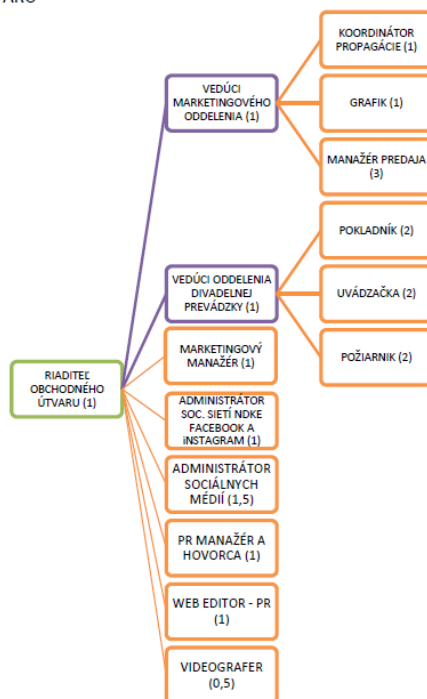 KOORDINÁTOR
PROPAGÁCIE (1)
VEDÚCI
MARKETINGOVÉHO
ODDELENIA (1)
GRAFIK (1)
MANAŽÉR PREDAJA
(3)
POKLADNÍK (2)
VEDÚCI ODDELENIA
DIVADELNEJ
PREVÁDZKY (1)
UVÁDZAČKA (2)
POŽIARNIK (2)
MARKETINGOVÝ
MANAŽÉR (1)
RIADITEĽ
OBCHODNÉHO
ÚTVARU (1)
ADMINISTRÁTOR
SOC. SIETÍ NDKE
FACEBOOK A
iNSTAGRAM (1)
ADMINISTRÁTOR
SOCIÁLNYCH
MÉDIÍ (1,5)
PR MANAŽÉR A
HOVORCA (1)
WEB EDITOR - PR
(1)
VIDEOGRAFER
(0,5)